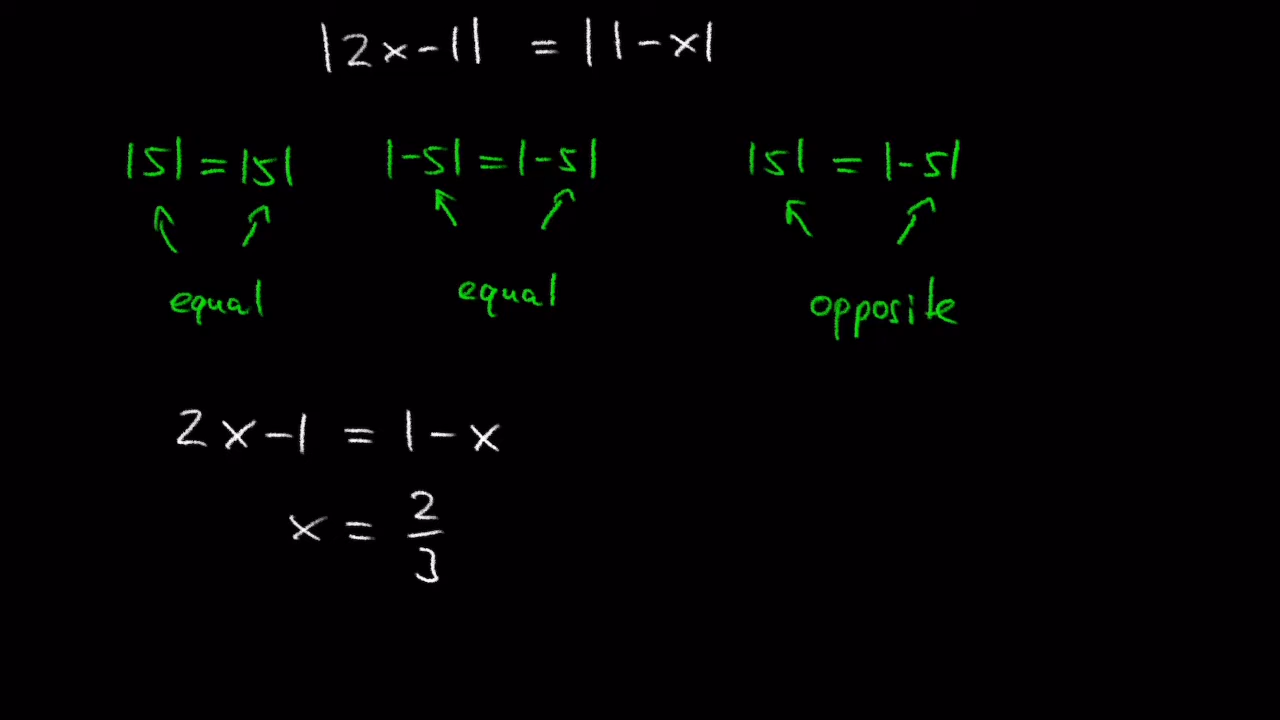 |2x-1| = |1-x|
|5| = |5| |-5| = |-5| |5| = |-5|
equal equal opposite
2x-1 = 1-x
x = 2/3